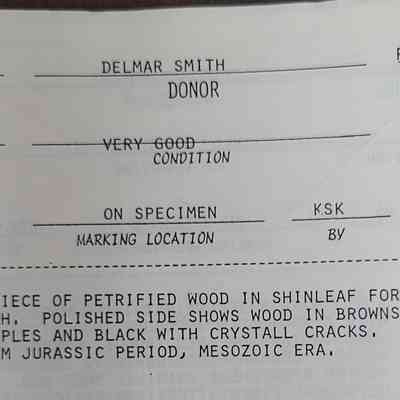 DELMAR SMITH
DONOR
VERY GOOD
CONDITION
ON SPECIMEN KSK
MARKING LOCATION BY
IECE OF PETRIFIED WOOD IN SHINLEAF FOR
H. POLISHED SIDE SHOWS WOOD IN BROWNS
PLES AND BLACK WITH CRYSTALL CRACKS.
M JURASSIC PERIOD, MESOZOIC ERA.